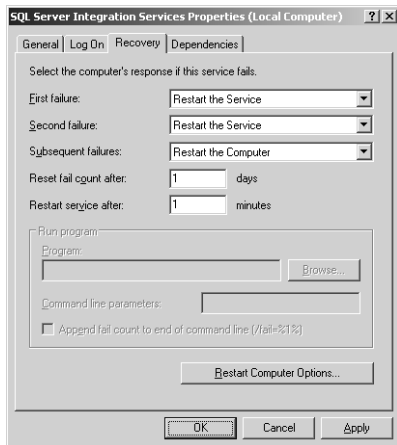 SQL Server Integration Services Properties (Local Computer)
General Log On Recovery Dependencies
Select the computer's response if this service fails.
First failure: Restart the Service
Second failure: Restart the Service
Subsequent failures: Restart the Computer
Reset fail count after: 1 days
Restart service after: 1 minutes
Run program
Program:
Browse...
Command line parameters:
Append fail count to end of command line (/fail=%1%)
Restart Computer Options...
OK Cancel Apply